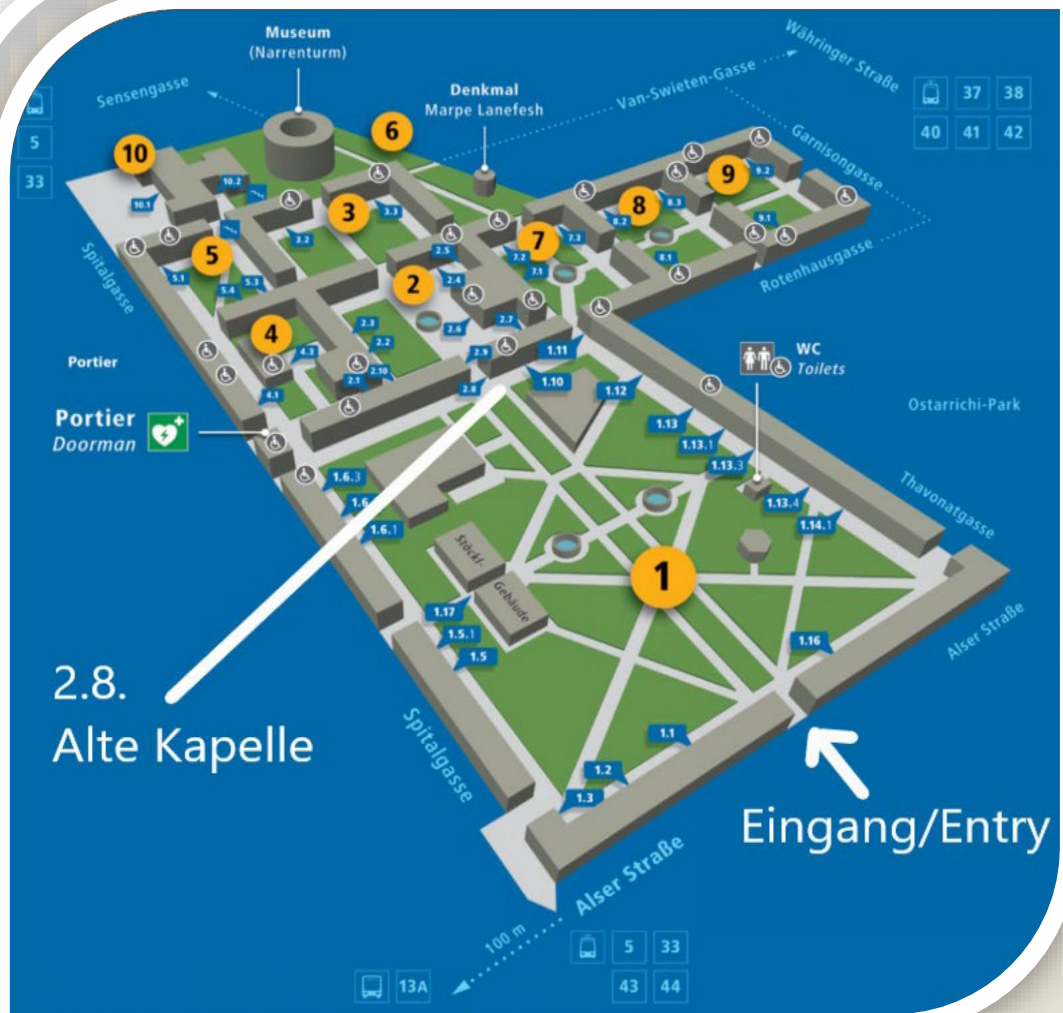 Museum
(Narrenturm)
Sensengasse
Denkmal
Marpe Lanefesh
Van-Swieten-Gasse
Währinger Straße
37 38
40 41 42
5
33
Garnisongasse
10
6
10.2
10.1
3
3.3
3.2
9
9.2
9.1
8
8.3
8.2
8.1
7
7.3
7.2
7.1
Rotenhausgasse
Spitalgasse
5
5.1
5.3
5.4
2
2.5
2.4
2.3
2.2
2.6
2.7
2.9
2.10
2.1
2.8
4
4.3
4.1
1.11
1.10
1.12
WC
Toilets
Ostarrichi-Park
Portier
Portier
Doorman
1.13
1.13.1
1.13.3
1.13.4
1.14.1
Thavonatgasse
1.6.3
1.6.1
Stöckl-
Gebäude
1
1.17
1.5.1
1.5
1.16
Alser Straße
2.8.
Alte Kapelle
Spitalgasse
1.1
1.2
1.3
Eingang/Entry
Alser Straße
100 m
13A
5 33
43 44